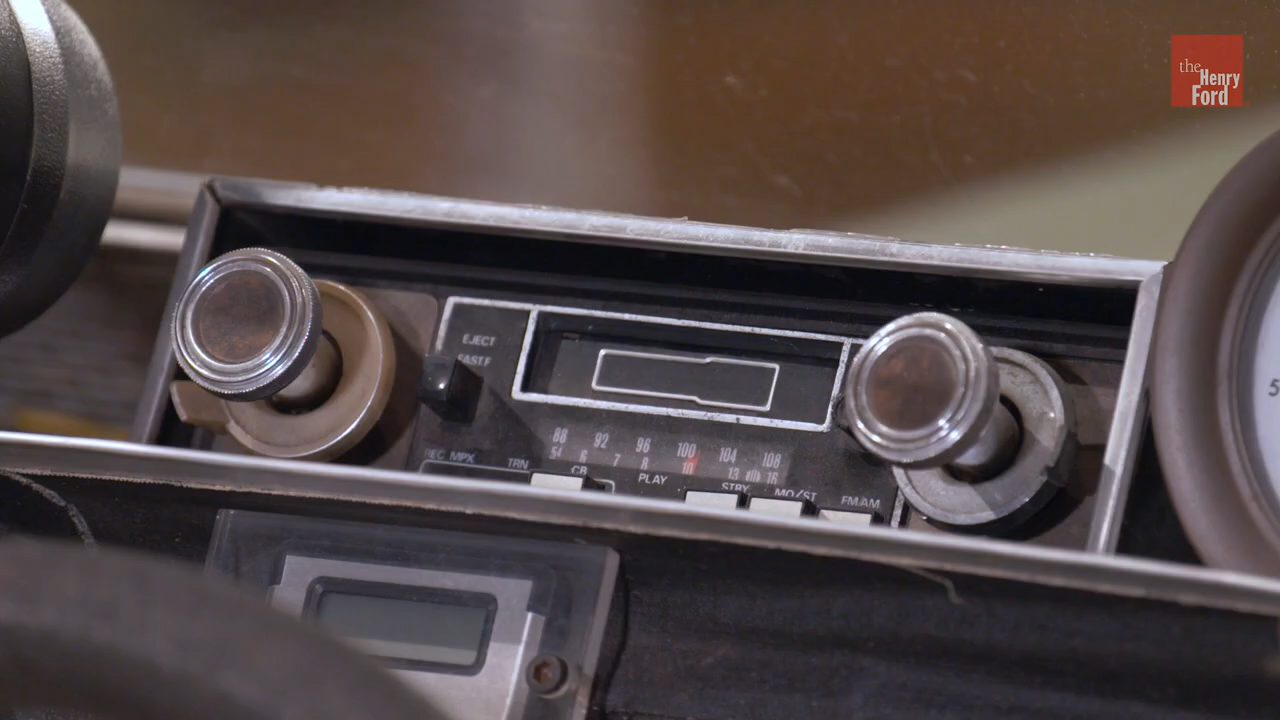 the
Henry
Ford
EJECT
FAST F
88 92 96 100 104 108
54 6 7 8 10 13 16
REC MPX TRN CB PLAY STBY MO/ST FM-AM
5